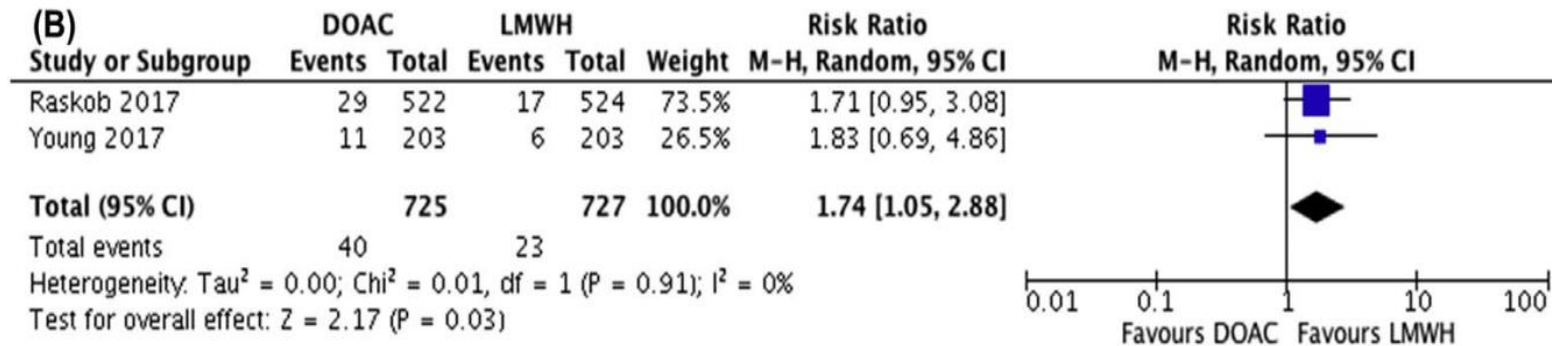 (B) DOAC LMWH Risk Ratio Risk Ratio
Study or Subgroup Events Total Events Total Weight M-H, Random, 95% CI M-H, Random, 95% CI
Raskob 2017 29 522 17 524 73.5% 1.71 [0.95, 3.08]
Young 2017 11 203 6 203 26.5% 1.83 [0.69, 4.86]
Total (95% CI) 725 727 100.0% 1.74 [1.05, 2.88]
Total events 40 23
Heterogeneity: Tau² = 0.00; Chi² = 0.01, df = 1 (P = 0.91); I² = 0%
Test for overall effect: Z = 2.17 (P = 0.03)
0.01 0.1 1 10 100
Favours DOAC Favours LMWH